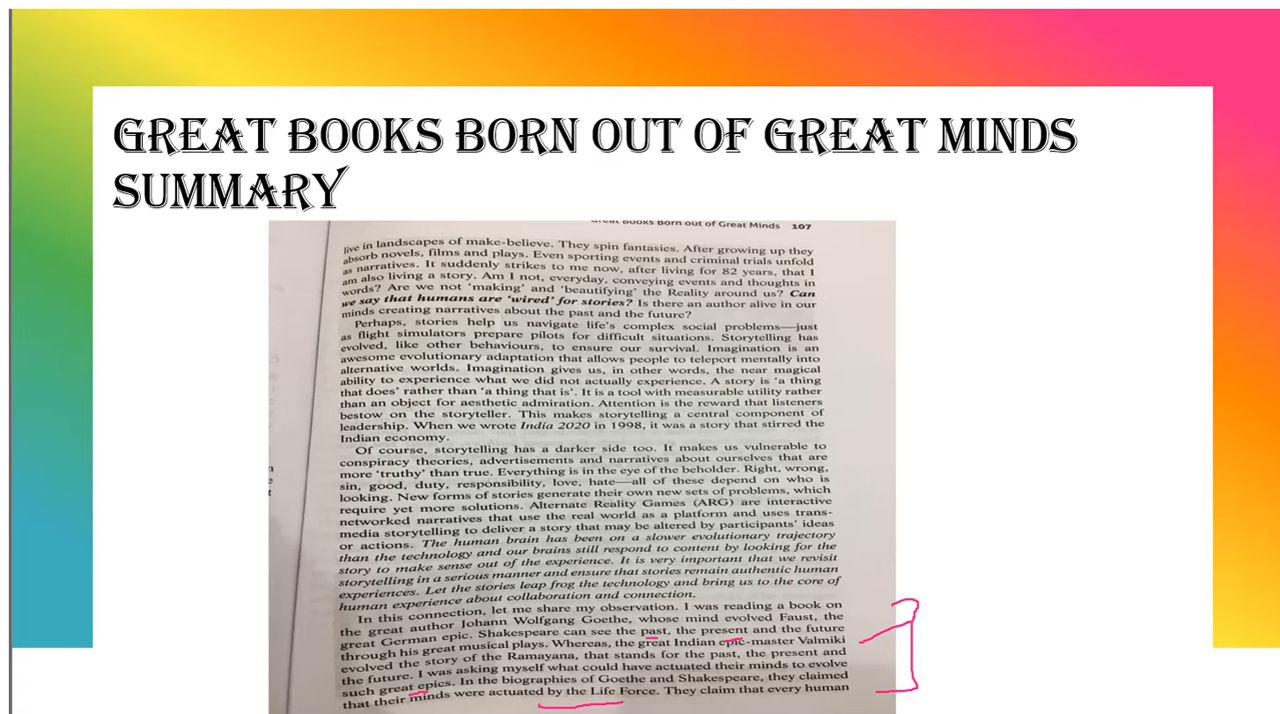 GREAT BOOKS BORN OUT OF GREAT MINDS
SUMMARY
Great Books Born out of Great Minds 107
live in landscapes of make-believe. They spin fantasies. After growing up they
absorb novels, films and plays. Even sporting events and criminal trials unfold
as narratives. It suddenly strikes to me now, after living for 82 years, that I
am also living a story. Am I not, everyday, conveying events and thoughts in
words? Are we not 'making' and 'beautifying' the Reality around us? Can
we say that humans are 'wired' for stories? Is there an author alive in our
minds creating narratives about the past and the future?
Perhaps, stories help us navigate life's complex social problems—just
as flight simulators prepare pilots for difficult situations. Storytelling has
evolved, like other behaviours, to ensure our survival. Imagination is an
awesome evolutionary adaptation that allows people to teleport mentally into
alternative worlds. Imagination gives us, in other words, the near magical
ability to experience what we did not actually experience. A story is 'a thing
that does' rather than 'a thing that is'. It is a tool with measurable utility rather
than an object for aesthetic admiration. Attention is the reward that listeners
bestow on the storyteller. This makes storytelling a central component of
leadership. When we wrote India 2020 in 1998, it was a story that stirred the
Indian economy.
Of course, storytelling has a darker side too. It makes us vulnerable to
conspiracy theories, advertisements and narratives about ourselves that are
more 'truthy' than true. Everything is in the eye of the beholder. Right, wrong,
sin, good, duty, responsibility, love, hate—all of these depend on who is
looking. New forms of stories generate their own new sets of problems, which
require yet more solutions. Alternate Reality Games (ARG) are interactive
networked narratives that use the real world as a platform and uses trans-
media storytelling to deliver a story that may be altered by participants' ideas
or actions. The human brain has been on a slower evolutionary trajectory
than the technology and our brains still respond to content by looking for the
story to make sense out of the experience. It is very important that we revisit
storytelling in a serious manner and ensure that stories remain authentic human
experiences. Let the stories leap frog the technology and bring us to the core of
human experience about collaboration and connection.
In this connection, let me share my observation. I was reading a book on
the great author Johann Wolfgang Goethe, whose mind evolved Faust, the
great German epic. Shakespeare can see the past, the present and the future
through his great musical plays. Whereas, the great Indian epic-master Valmiki
evolved the story of the Ramayana, that stands for the past, the present and
the future. I was asking myself what could have actuated their minds to evolve
such great epics. In the biographies of Goethe and Shakespeare, they claimed
that their minds were actuated by the Life Force. They claim that every human